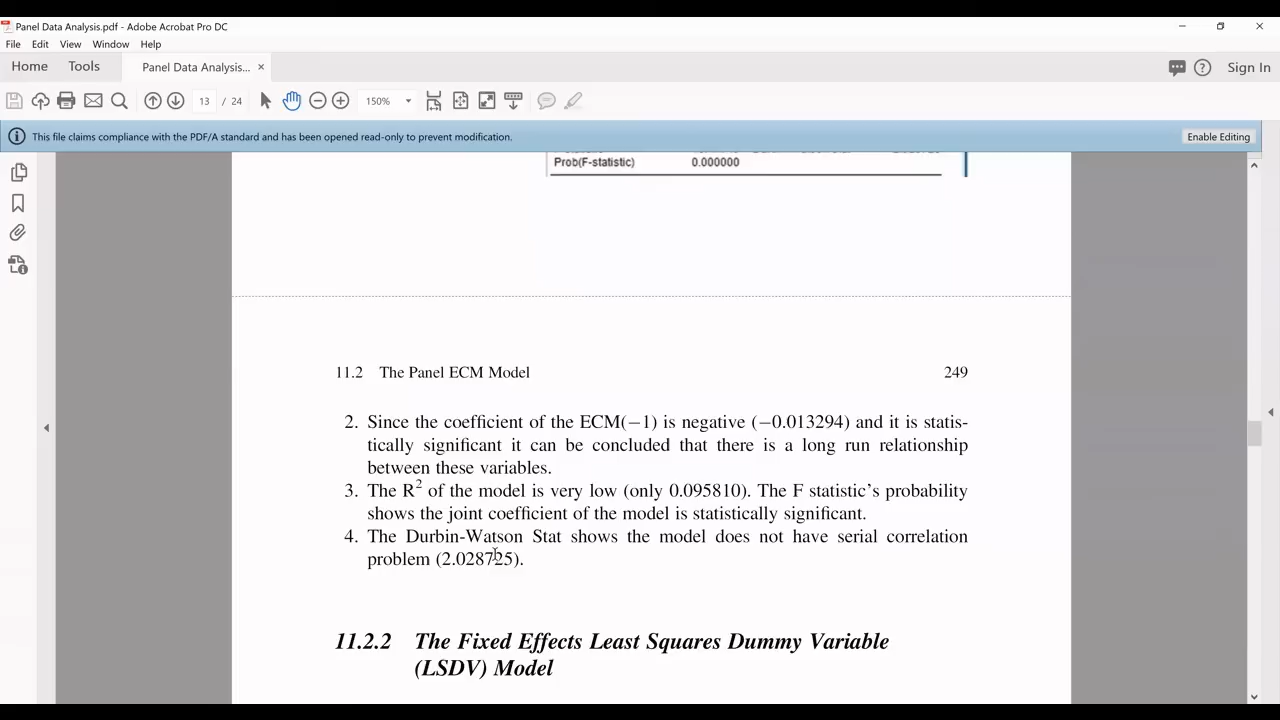 Panel Data Analysis.pdf - Adobe Acrobat Pro DC
File Edit View Window Help
Home Tools Panel Data Analysis... × Sign In
13 / 24 150%
This file claims compliance with the PDF/A standard and has been opened read-only to prevent modification. Enable Editing
Prob(F-statistic) 0.000000
11.2 The Panel ECM Model 249
2. Since the coefficient of the ECM(−1) is negative (−0.013294) and it is statis-
tically significant it can be concluded that there is a long run relationship
between these variables.
3. The R2 of the model is very low (only 0.095810). The F statistic's probability
shows the joint coefficient of the model is statistically significant.
4. The Durbin-Watson Stat shows the model does not have serial correlation
problem (2.028725).
11.2.2 The Fixed Effects Least Squares Dummy Variable
(LSDV) Model